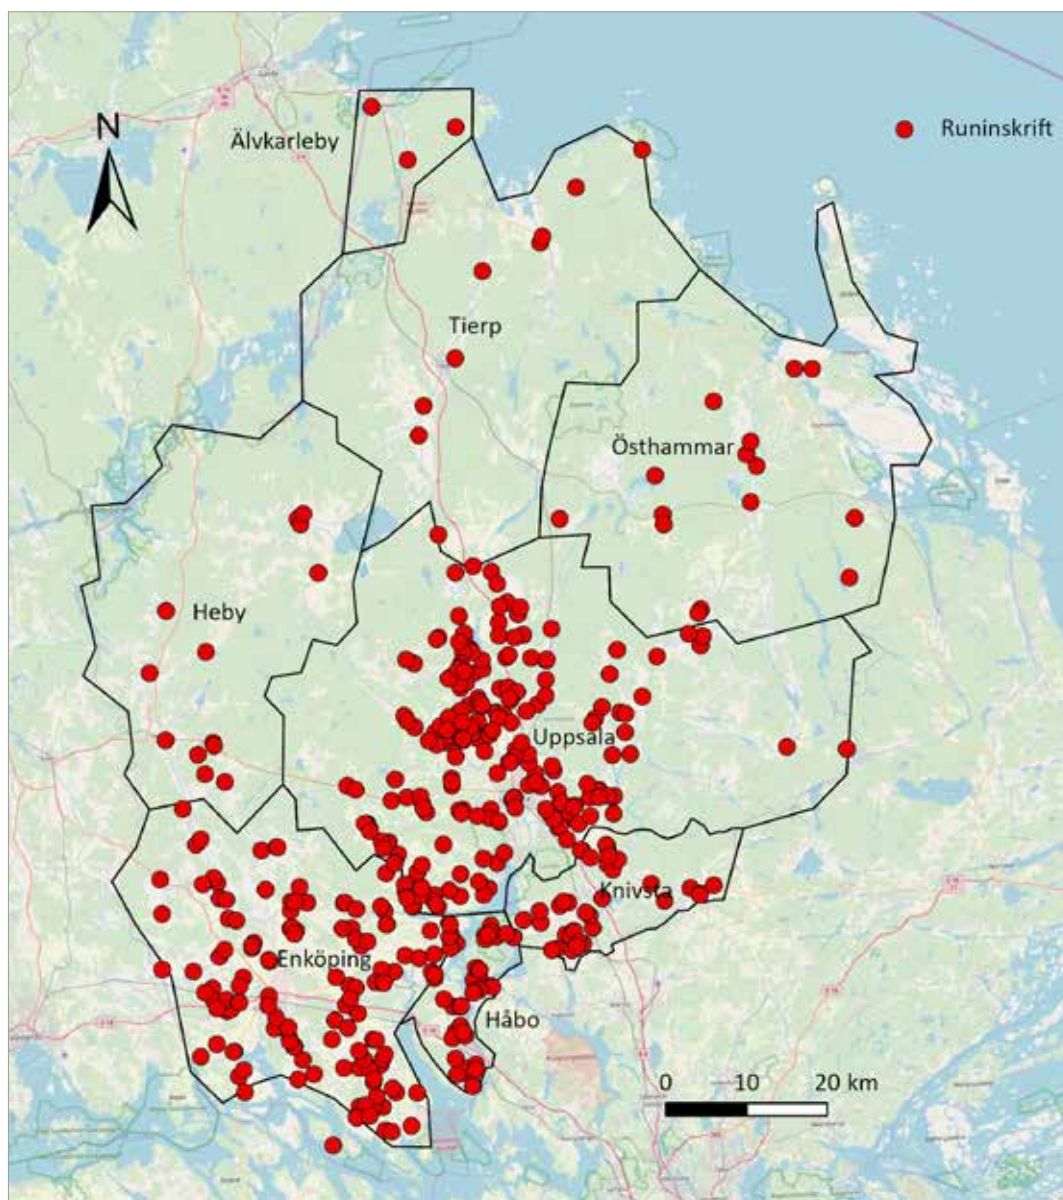 N
Älvkarleby
Runinskrift
Tierp
Östhammar
Heby
Uppsala
Knivsta
Enköping
Håbo
0 10 20 km